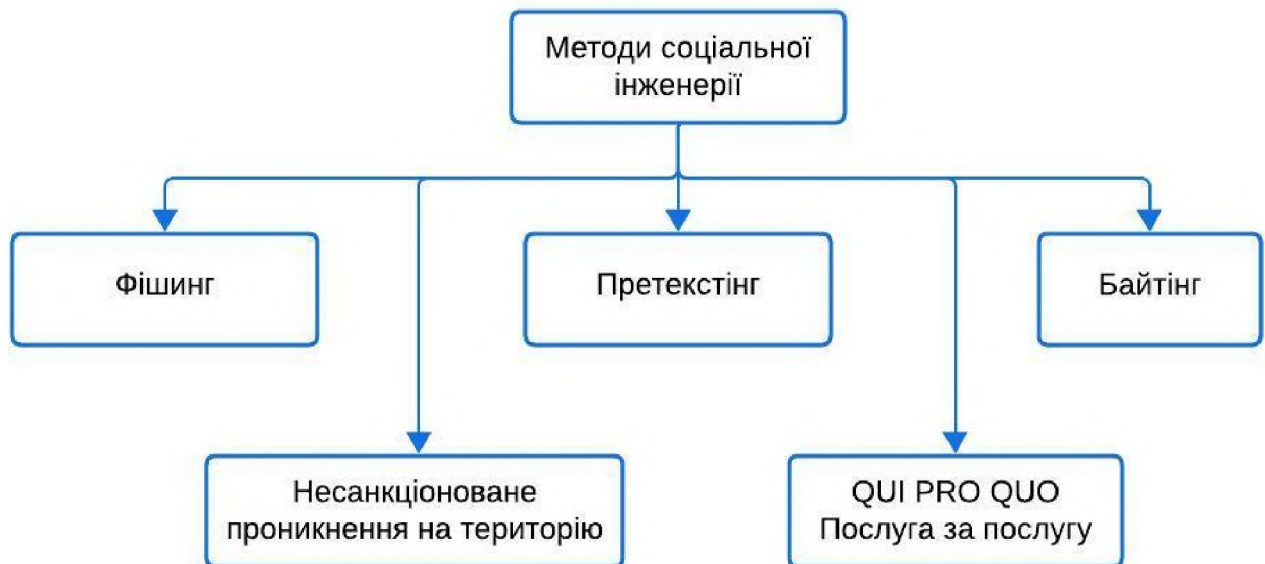 Методи соціальної
інженерії
Фішинг
Претекстінг
Байтінг
Несанкціоноване
проникнення на територію
QUI PRO QUO
Послуга за послугу